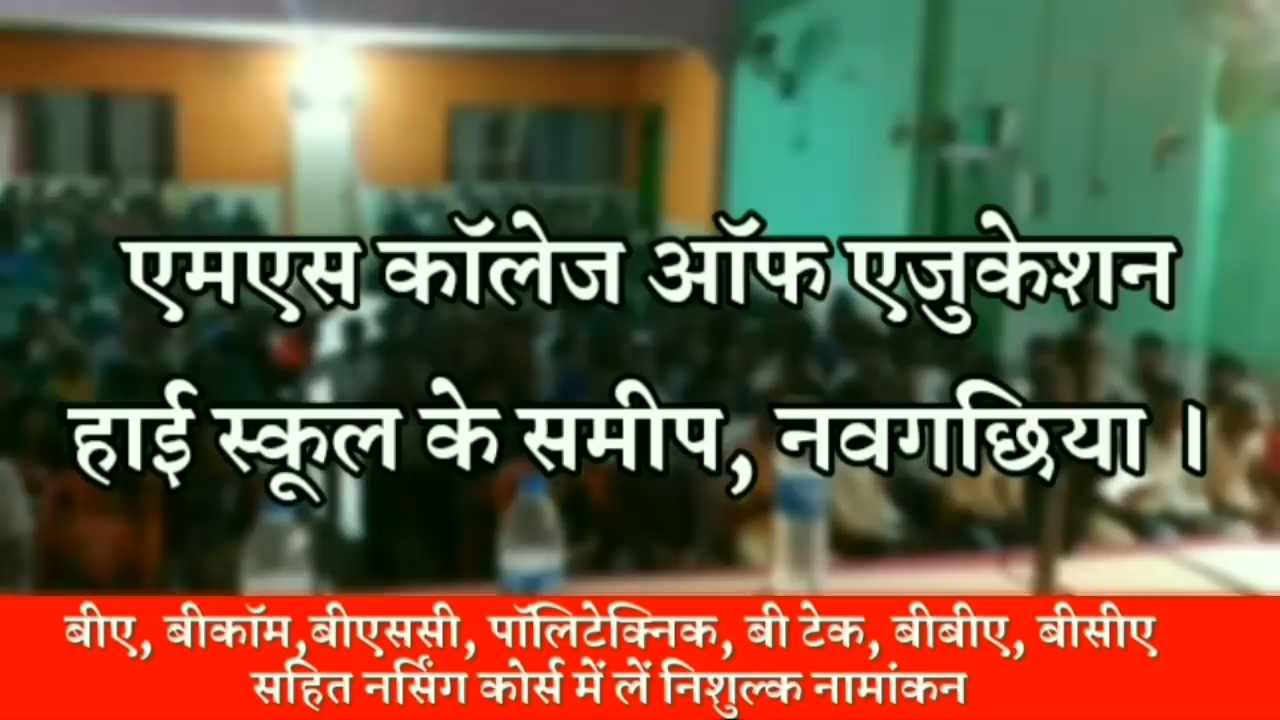 एमएस कॉलेज ऑफ एजुकेशन
हाई स्कूल के समीप, नवगछिया ।
बीए, बीकॉम,बीएससी, पॉलिटेक्निक, बी टेक, बीबीए, बीसीए
सहित नर्सिंग कोर्स में लें निशुल्क नामांकन